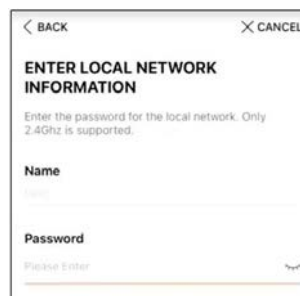 BACK
CANCEL
ENTER LOCAL NETWORK
INFORMATION
Enter the password for the local network. Only
2.4Ghz is supported.
Name
Password
Please Enter